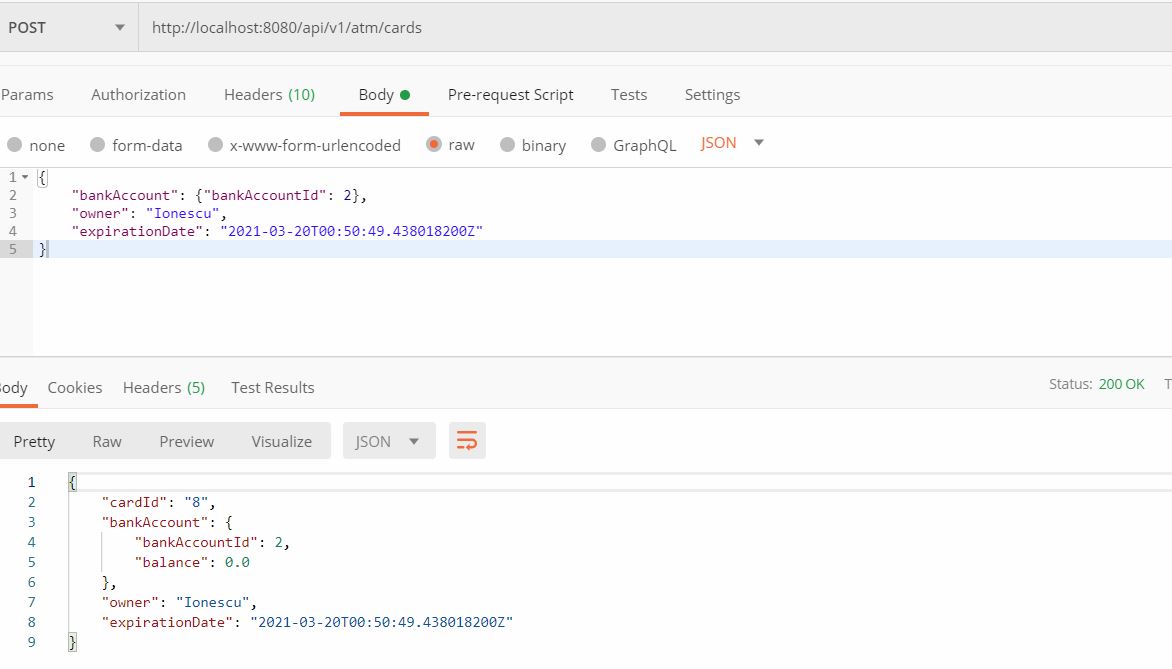 POST http://localhost:8080/api/v1/atm/cards
Params Authorization Headers (10) Body Pre-request Script Tests Settings
none form-data x-www-form-urlencoded raw binary GraphQL JSON
1 {
2 "bankAccount": {"bankAccountId": 2},
3 "owner": "Ionescu",
4 "expirationDate": "2021-03-20T00:50:49.438018200Z"
5 }
Body Cookies Headers (5) Test Results Status: 200 OK T
Pretty Raw Preview Visualize JSON
1 {
2 "cardId": "8",
3 "bankAccount": {
4 "bankAccountId": 2,
5 "balance": 0.0
6 },
7 "owner": "Ionescu",
8 "expirationDate": "2021-03-20T00:50:49.438018200Z"
9 }